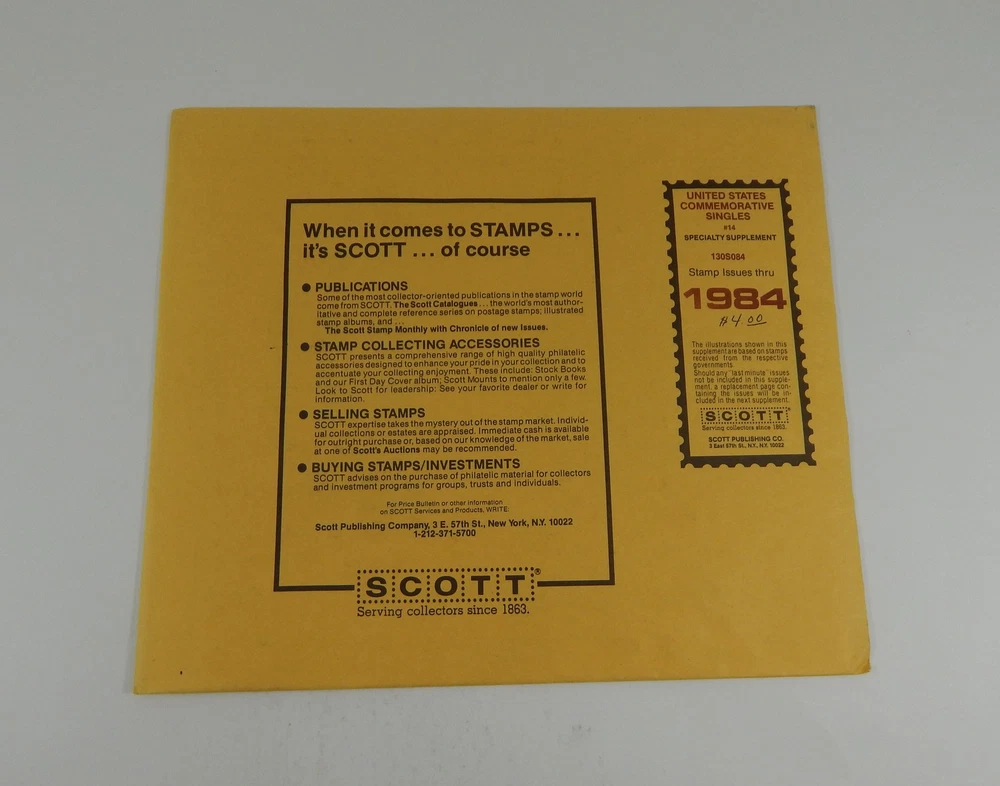 When it comes to STAMPS ...
it's SCOTT ... of course
● PUBLICATIONS
Some of the most collector-oriented publications in the stamp world
come from SCOTT. The Scott Catalogues ... the world's most author-
itative and complete reference series on postage stamps; illustrated
stamp albums, and ...
The Scott Stamp Monthly with Chronicle of new Issues.
● STAMP COLLECTING ACCESSORIES
SCOTT presents a comprehensive range of high quality philatelic
accessories designed to enhance your pride in your collection and to
accentuate your collecting enjoyment. These include: Stock Books
and our First Day Cover album; Scott Mounts to mention only a few.
Look to Scott for leadership: See your favorite dealer or write for
information.
● SELLING STAMPS
SCOTT expertise takes the mystery out of the stamp market. Individ-
ual collections or estates are appraised. Immediate cash is available
for outright purchase or, based on our knowledge of the market, sale
at one of Scott's Auctions may be recommended.
● BUYING STAMPS/INVESTMENTS
SCOTT advises on the purchase of philatelic material for collectors
and investment programs for groups, trusts and individuals.
For Price Bulletin or other information
on SCOTT Services and Products, WRITE:
Scott Publishing Company, 3 E. 57th St., New York, N.Y. 10022
1-212-371-5700
SCOTT®
Serving collectors since 1863.
UNITED STATES
COMMEMORATIVE
SINGLES
#14
SPECIALTY SUPPLEMENT
130S084
Stamp Issues thru
1984
$4.00
The illustrations shown in this
supplement are based on stamps
received from the respective
governments.
Should any "last minute" issues
not be included in this supple-
ment, a replacement page con-
taining the issues will be in-
cluded in the next supplement.
SCOTT
Serving collectors since 1863.
SCOTT PUBLISHING CO.
3 East 57th St., N.Y., N.Y. 10022